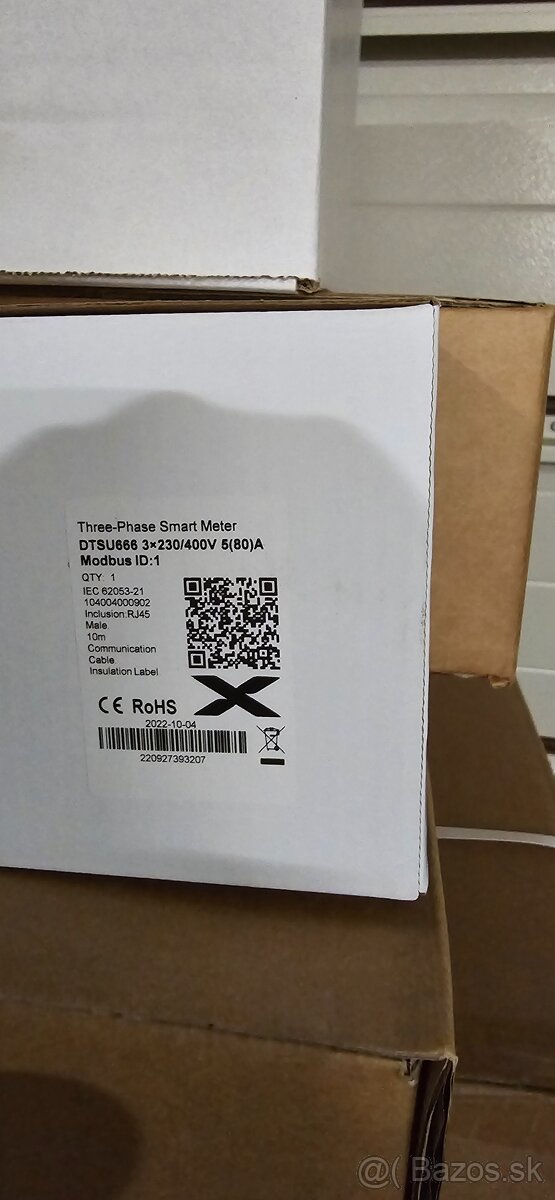 Three-Phase Smart Meter
DTSU666 3×230/400V 5(80)A
Modbus ID:1
QTY: 1
IEC 62053-21
104004000902
Inclusion:RJ45
Male.
10m
Communication
Cable.
Insulation Label.
CE RoHS
2022-10-04
220927393207
@( Bazos.sk